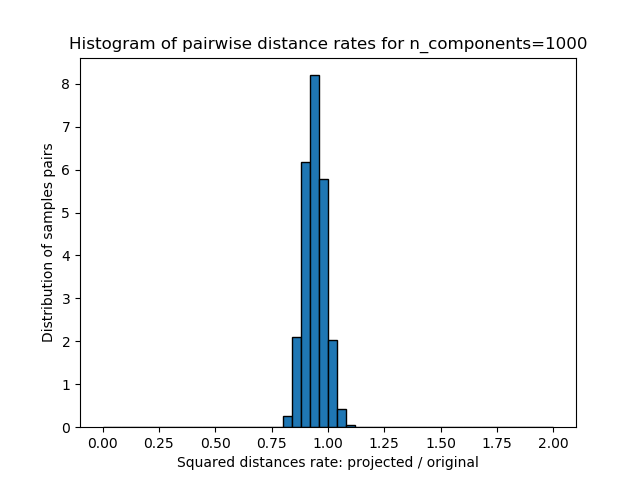 Histogram of pairwise distance rates for n_components=1000
Distribution of samples pairs
8
7
6
5
4
3
2
1
0
0.00 0.25 0.50 0.75 1.00 1.25 1.50 1.75 2.00
Squared distances rate: projected / original